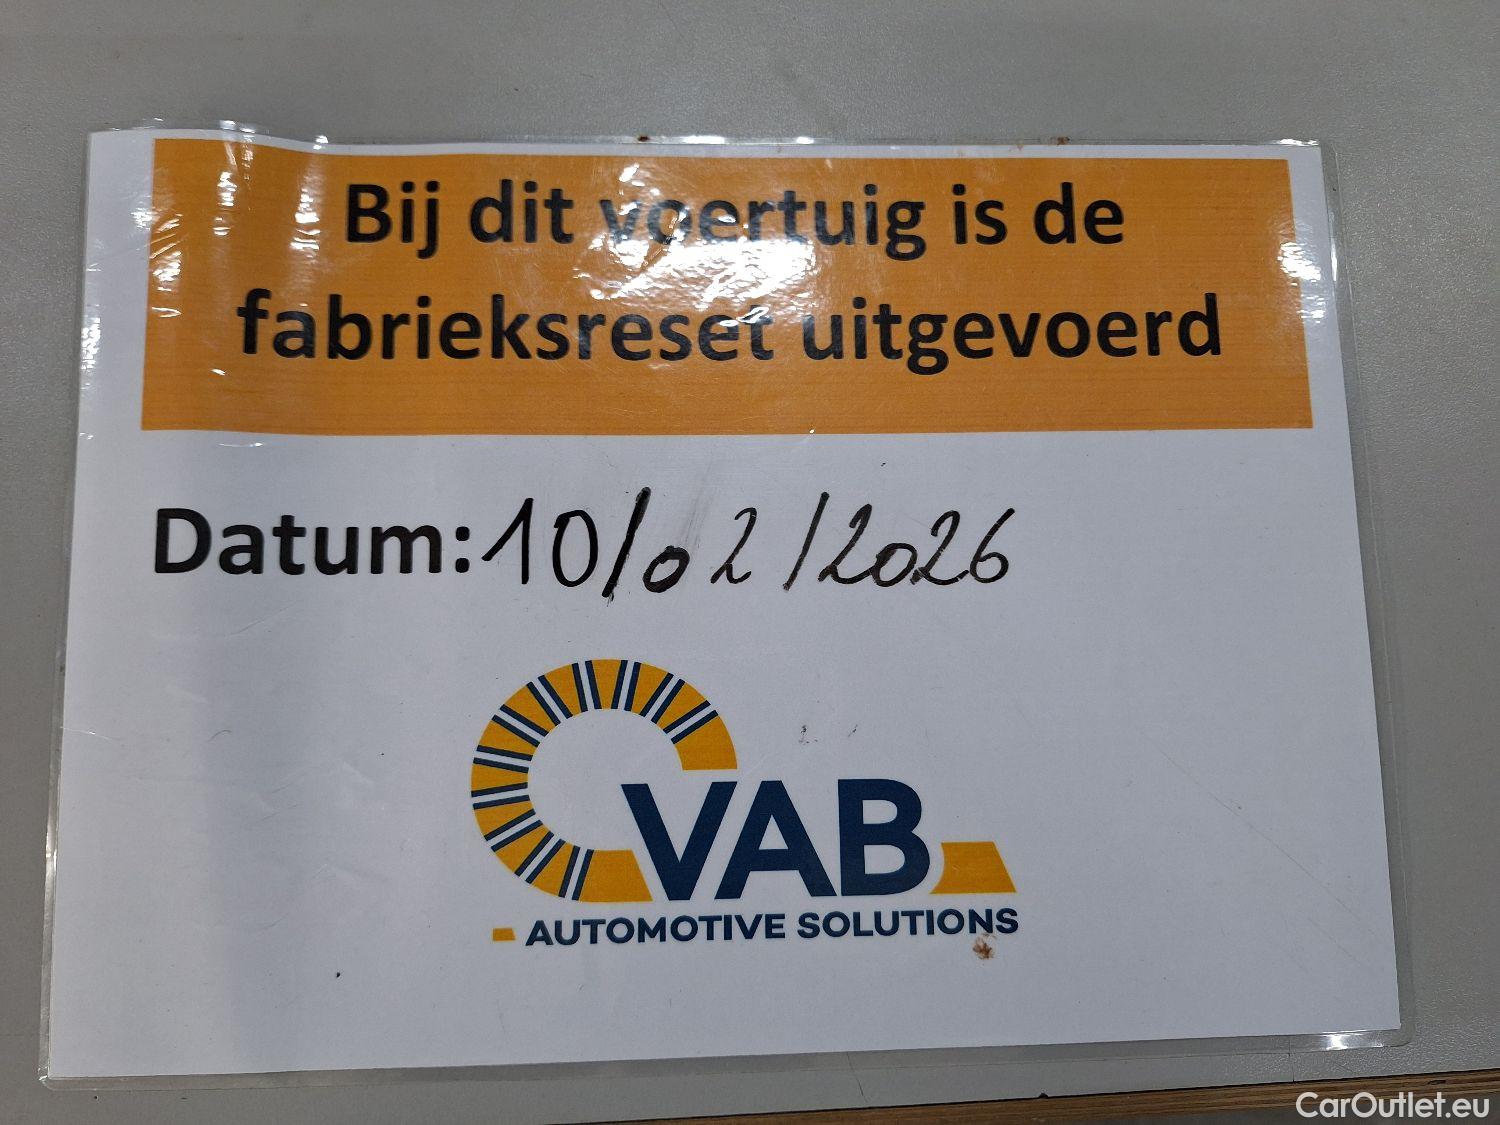 Bij dit voertuig is de
fabrieksreset uitgevoerd
Datum: 10/02/2026
VAB
AUTOMOTIVE SOLUTIONS
CarOutlet.eu